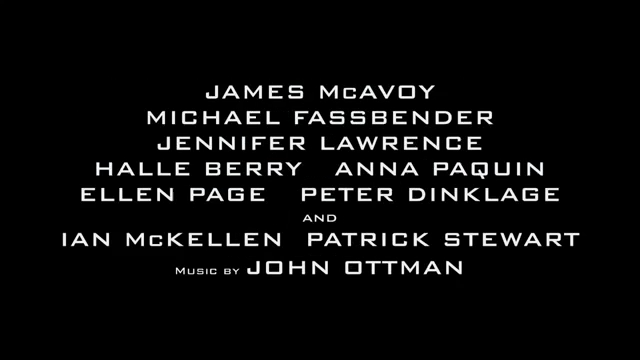 JAMES McAVOY
MICHAEL FASSBENDER
JENNIFER LAWRENCE
HALLE BERRY ANNA PAQUIN
ELLEN PAGE PETER DINKLAGE
AND
IAN McKELLEN PATRICK STEWART
MUSIC BY JOHN OTTMAN